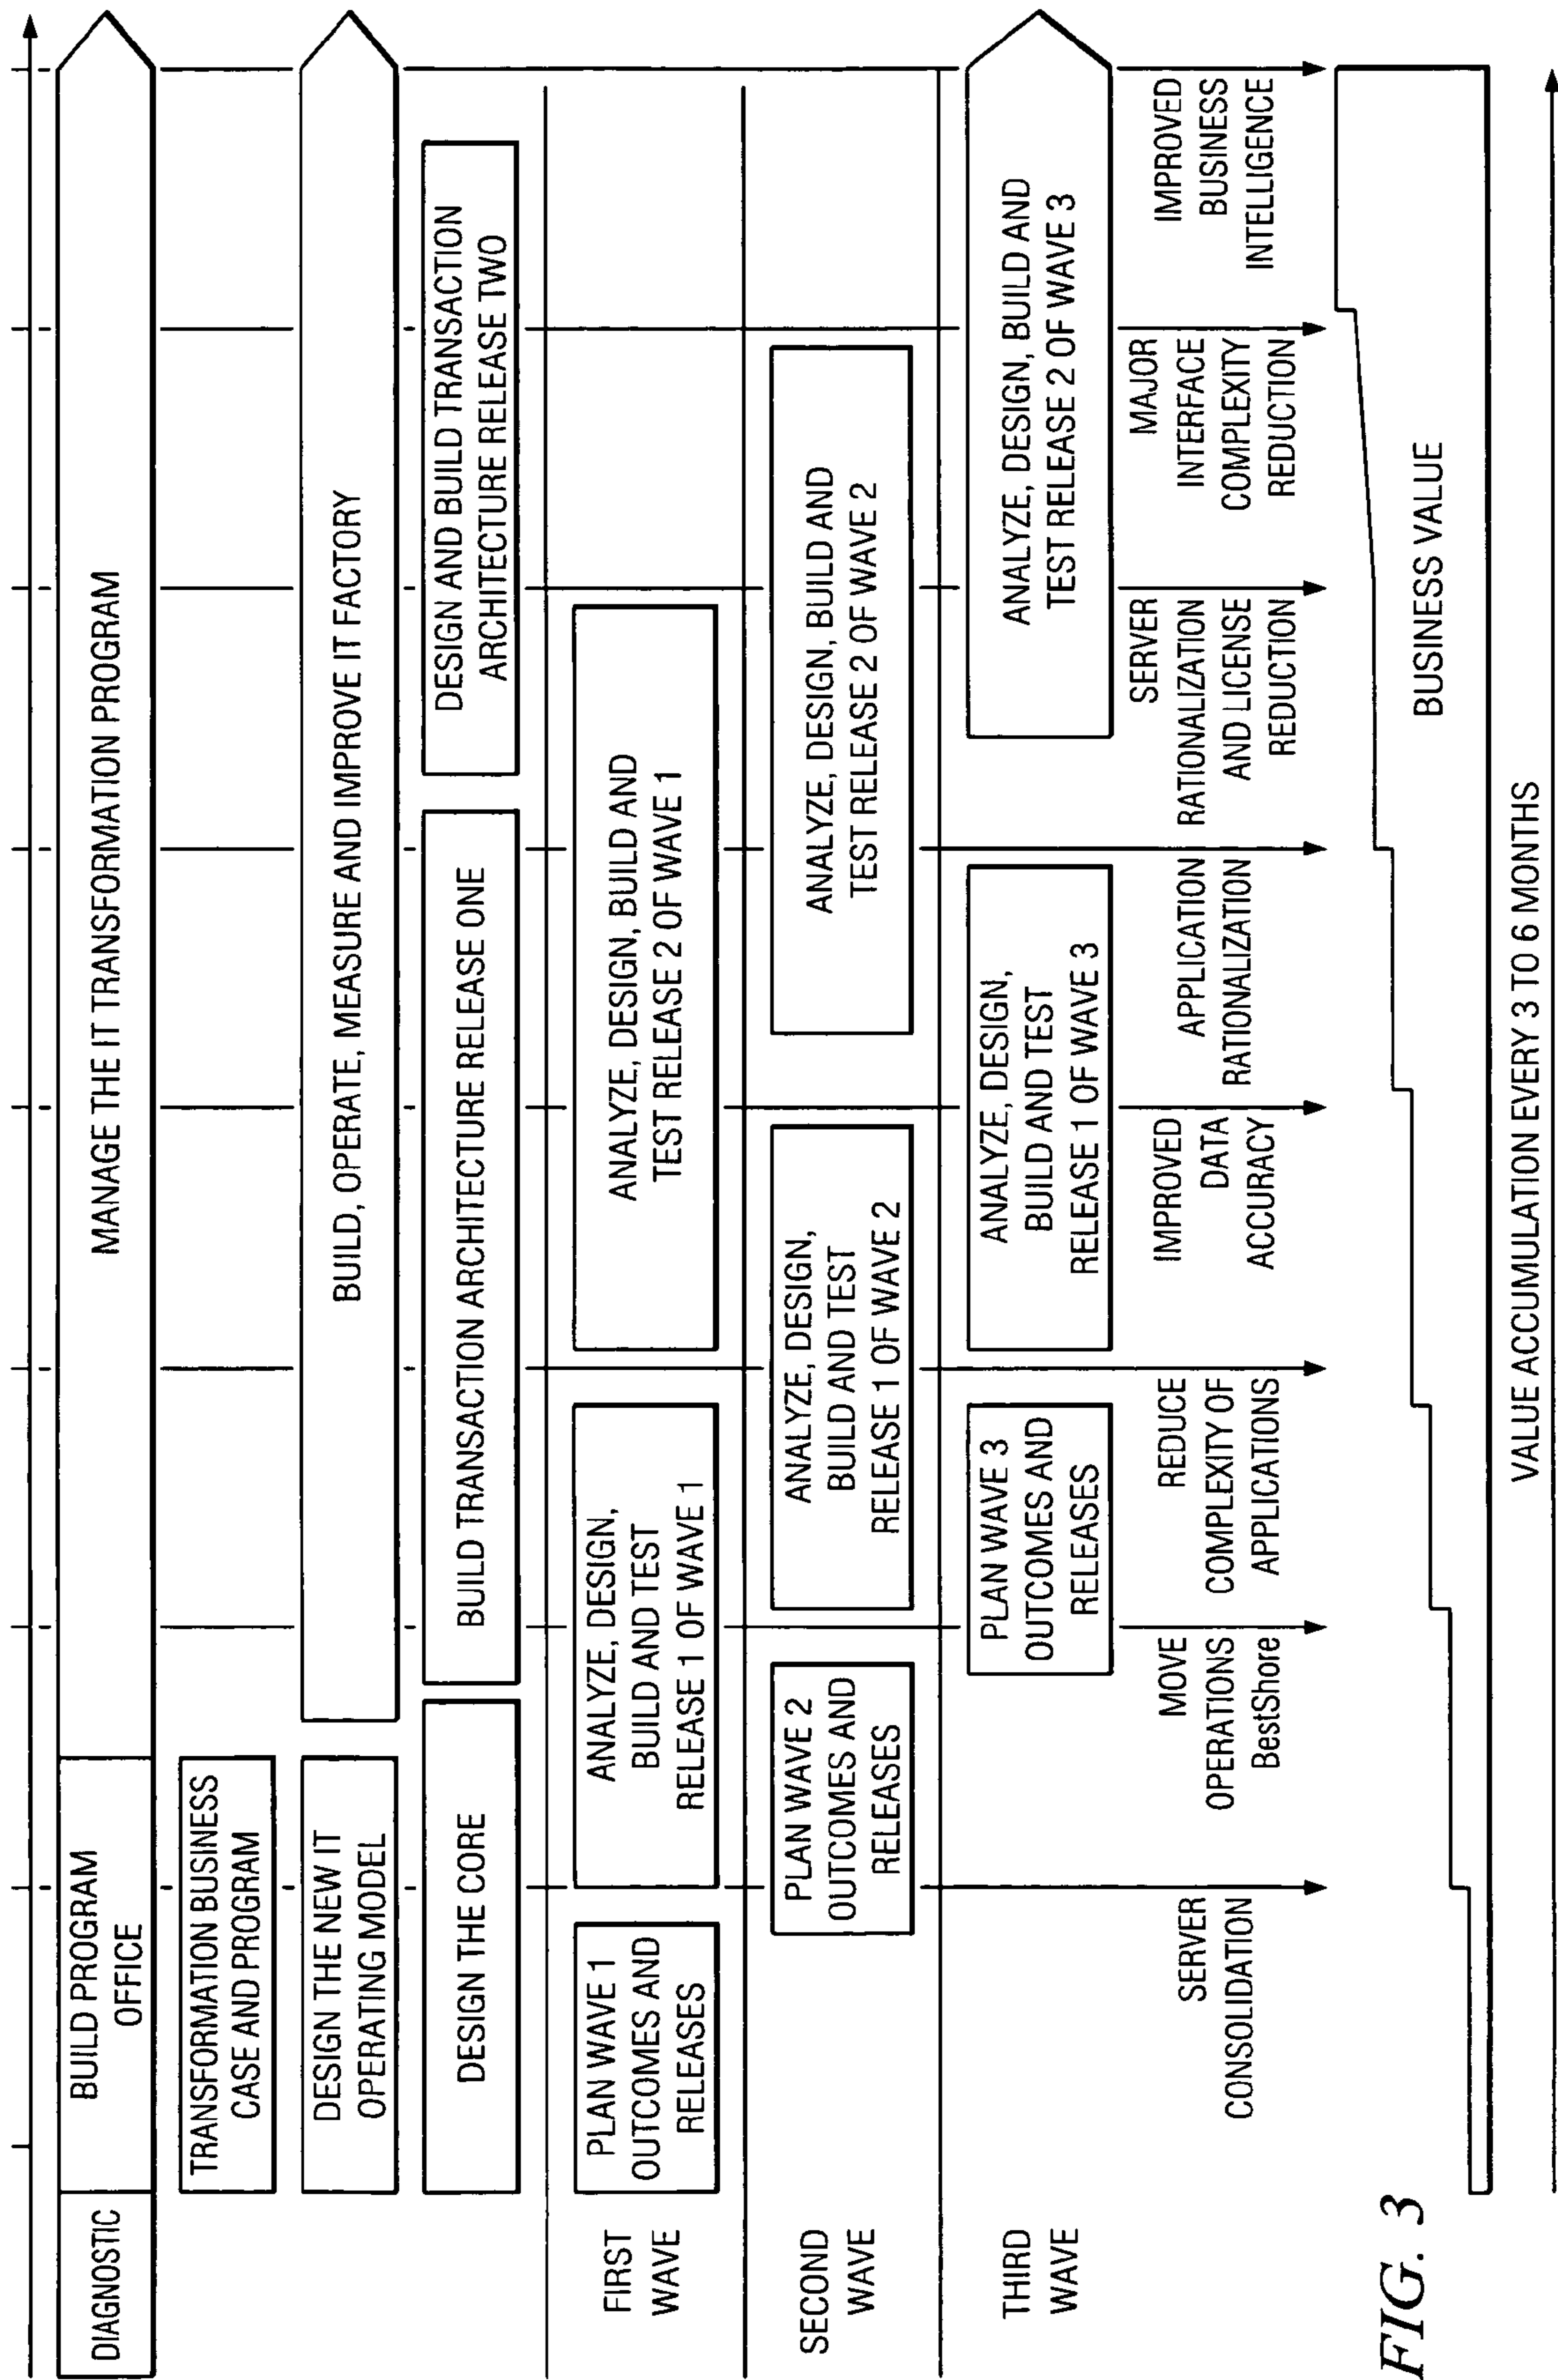 DIAGNOSTIC
BUILD PROGRAM
OFFICE
MANAGE THE IT TRANSFORMATION PROGRAM
TRANSFORMATION BUSINESS
CASE AND PROGRAM
DESIGN THE NEW IT
OPERATING MODEL
BUILD, OPERATE, MEASURE AND IMPROVE IT FACTORY
DESIGN THE CORE
BUILD TRANSACTION ARCHITECTURE RELEASE ONE
DESIGN AND BUILD TRANSACTION
ARCHITECTURE RELEASE TWO
FIRST
WAVE
PLAN WAVE 1
OUTCOMES AND
RELEASES
ANALYZE, DESIGN,
BUILD AND TEST
RELEASE 1 OF WAVE 1
ANALYZE, DESIGN, BUILD AND
TEST RELEASE 2 OF WAVE 1
SECOND
WAVE
PLAN WAVE 2
OUTCOMES AND
RELEASES
ANALYZE, DESIGN,
BUILD AND TEST
RELEASE 1 OF WAVE 2
ANALYZE, DESIGN, BUILD AND
TEST RELEASE 2 OF WAVE 2
THIRD
WAVE
PLAN WAVE 3
OUTCOMES AND
RELEASES
ANALYZE, DESIGN,
BUILD AND TEST
RELEASE 1 OF WAVE 3
ANALYZE, DESIGN, BUILD AND
TEST RELEASE 2 OF WAVE 3
SERVER
CONSOLIDATION
MOVE
OPERATIONS
BestShore
REDUCE
COMPLEXITY OF
APPLICATIONS
IMPROVED
DATA
ACCURACY
APPLICATION
RATIONALIZATION
SERVER
RATIONALIZATION
AND LICENSE
REDUCTION
MAJOR
INTERFACE
COMPLEXITY
REDUCTION
IMPROVED
BUSINESS
INTELLIGENCE
BUSINESS VALUE
VALUE ACCUMULATION EVERY 3 TO 6 MONTHS
FIG. 3